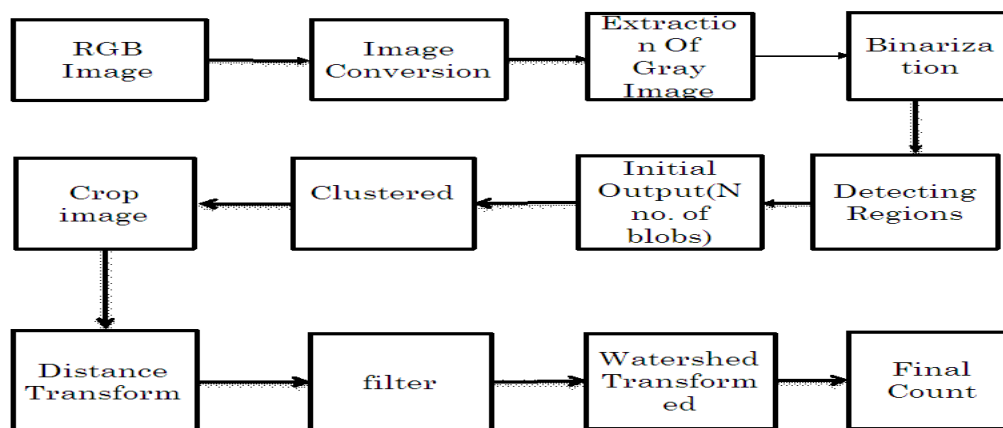 RGB
Image
Image
Conversion
Extractio
n Of
Gray
Image
Binariza
tion
Crop
image
Clustered
Initial
Output(N
no. of
blobs)
Detecting
Regions
Distance
Transform
filter
Watershed
Transform
ed
Final
Count